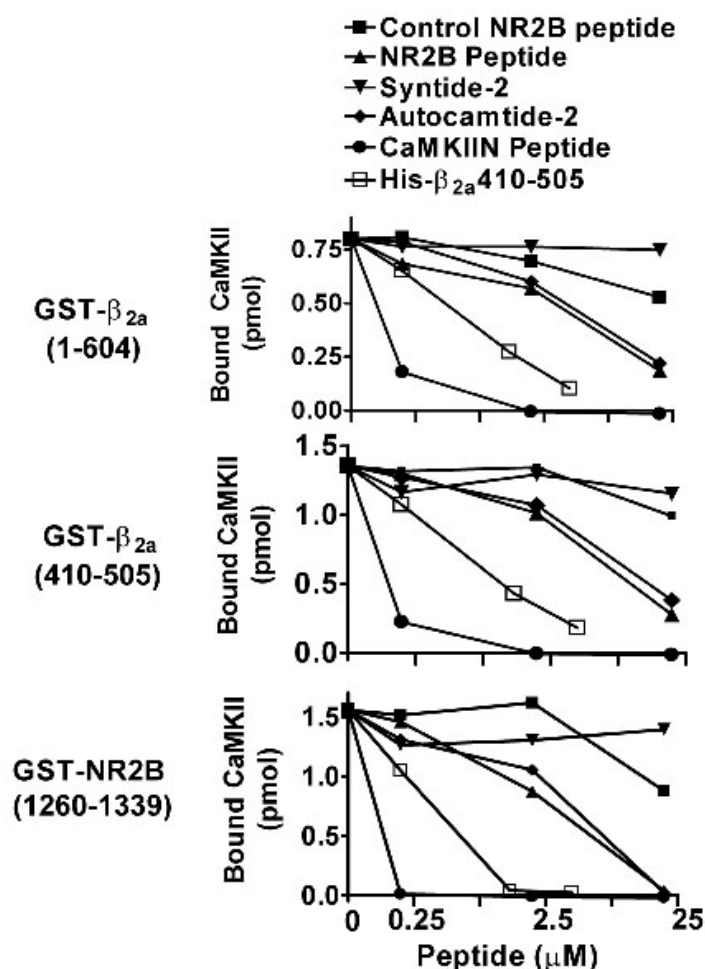 Control NR2B peptide
NR2B Peptide
Syntide-2
Autocamtide-2
CaMKIIN Peptide
His-β2a410-505
GST-β2a
(1-604)
Bound CaMKII
(pmol)
0.75
0.50
0.25
0.00
GST-β2a
(410-505)
Bound CaMKII
(pmol)
1.5
1.0
0.5
0.0
GST-NR2B
(1260-1339)
Bound CaMKII
(pmol)
1.5
1.0
0.5
0.0
0 0.25 2.5 25
Peptide (μM)